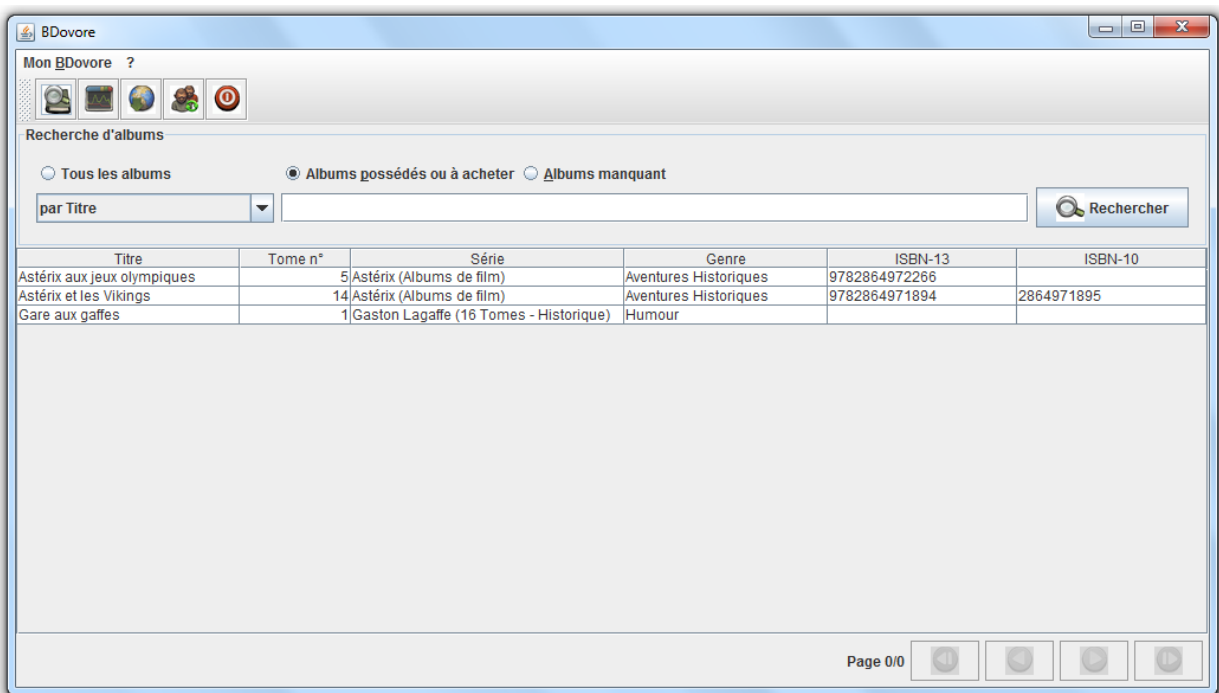 BDovore
Mon BDovore ?
Recherche d'albums
Tous les albums Albums possédés ou à acheter Albums manquant
par Titre Rechercher
Titre Tome n° Série Genre ISBN-13 ISBN-10
Astérix aux jeux olympiques 5 Astérix (Albums de film) Aventures Historiques 9782864972266
Astérix et les Vikings 14 Astérix (Albums de film) Aventures Historiques 9782864971894 2864971895
Gare aux gaffes 1 Gaston Lagaffe (16 Tomes - Historique) Humour
Page 0/0